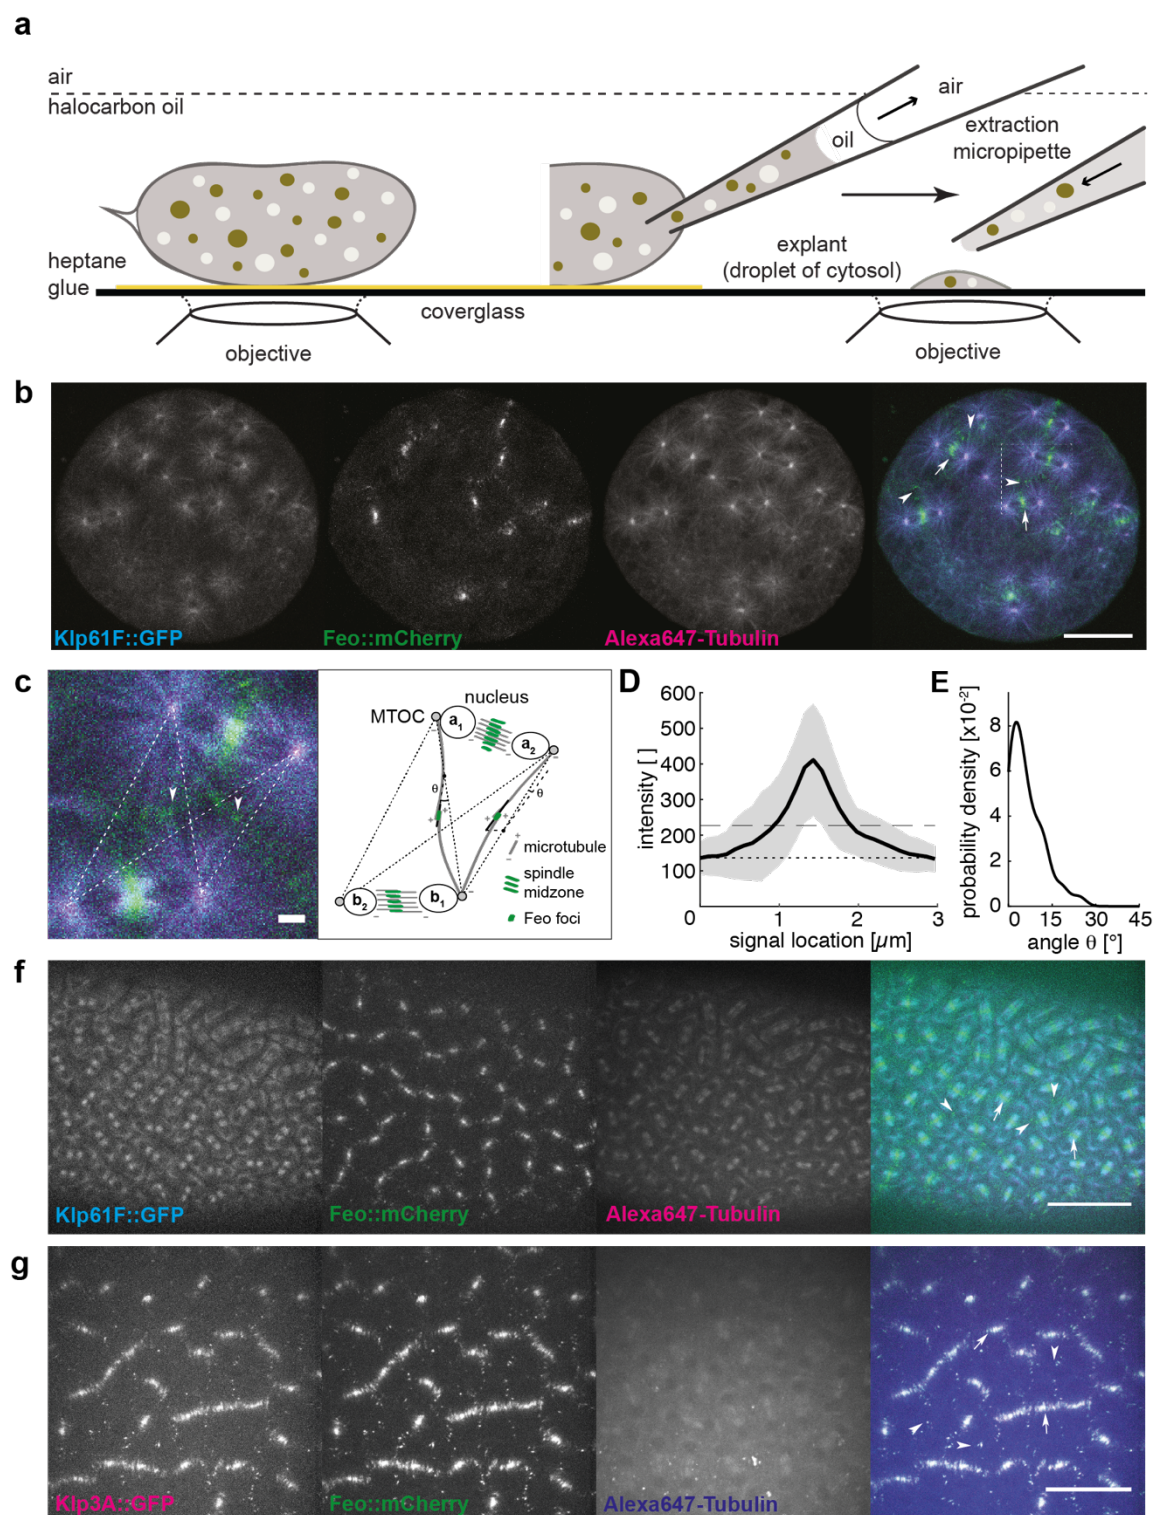 a
air
halocarbon oil
air
oil
extraction
micropipette
heptane
glue
explant
(droplet of cytosol)
coverglass
objective
objective
b
Klp61F::GFP
Feo::mCherry
Alexa647-Tubulin
c
MTOC
nucleus
a1
a2
θ
θ
b2
b1
+
+
+
+
−
−
−
−
microtubule
spindle
midzone
Feo foci
D
intensity [ ]
600
500
400
300
200
100
0
1
2
3
signal location [µm]
E
probability density [x10-2]
8
6
4
2
0
0
15
30
45
angle θ [°]
f
Klp61F::GFP
Feo::mCherry
Alexa647-Tubulin
g
Klp3A::GFP
Feo::mCherry
Alexa647-Tubulin